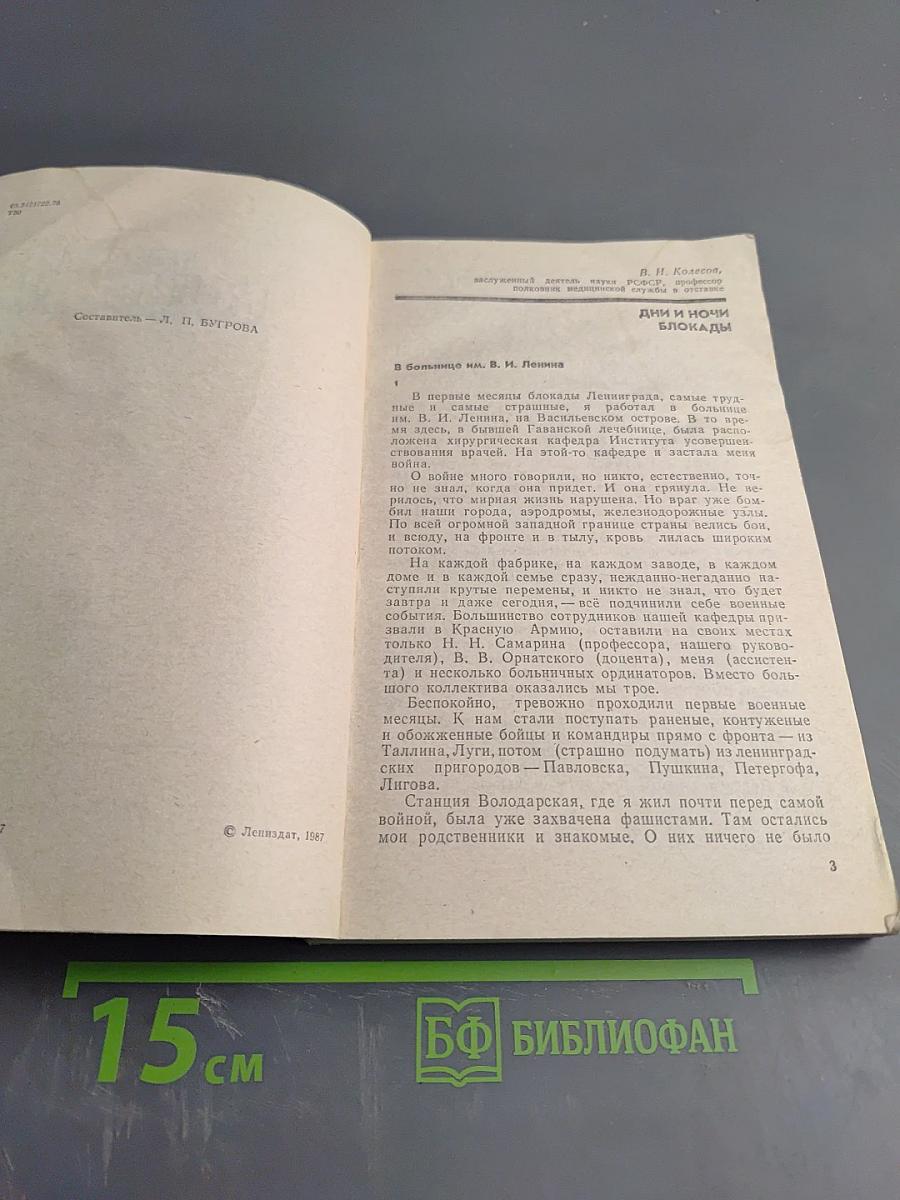 Т30
Составитель — Л. П. БУГРОВА
7
© Лениздат, 1987
В. И. Колесов,
заслуженный деятель науки РСФСР, профессор
полковник медицинской службы в отставке
ДНИ И НОЧИ
БЛОКАДЫ
В больнице им. В. И. Ленина
1
В первые месяцы блокады Ленинграда, самые труд-
ные и самые страшные, я работал в больнице
им. В. И. Ленина, на Васильевском острове. В то вре-
мя здесь, в бывшей Гаванской лечебнице, была распо-
ложена хирургическая кафедра Института усовершен-
ствования врачей. На этой-то кафедре и застала меня
война.
О войне много говорили, но никто, естественно, точ-
но не знал, когда она придет. И она грянула. Не ве-
рилось, что мирная жизнь нарушена. Но враг уже бом-
бил наши города, аэродромы, железнодорожные узлы.
По всей огромной западной границе страны велись бои,
и всюду, на фронте и в тылу, кровь лилась широким
потоком.
На каждой фабрике, на каждом заводе, в каждом
доме и в каждой семье сразу, нежданно-негаданно на-
ступили крутые перемены, и никто не знал, что будет
завтра и даже сегодня, — всё подчинили себе военные
события. Большинство сотрудников нашей кафедры при-
звали в Красную Армию, оставили на своих местах
только Н. Н. Самарина (профессора, нашего руково-
дителя), В. В. Орнатского (доцента), меня (ассистен-
та) и несколько больничных ординаторов. Вместо боль-
шого коллектива оказались мы трое.
Беспокойно, тревожно проходили первые военные
месяцы. К нам стали поступать раненые, контуженые
и обожженные бойцы и командиры прямо с фронта — из
Таллина, Луги, потом (страшно подумать) из ленинград-
ских пригородов — Павловска, Пушкина, Петергофа,
Лигова.
Станция Володарская, где я жил почти перед самой
войной, была уже захвачена фашистами. Там остались
мои родственники и знакомые. О них ничего не было
3
15 см
БФ БИБЛИОФАН